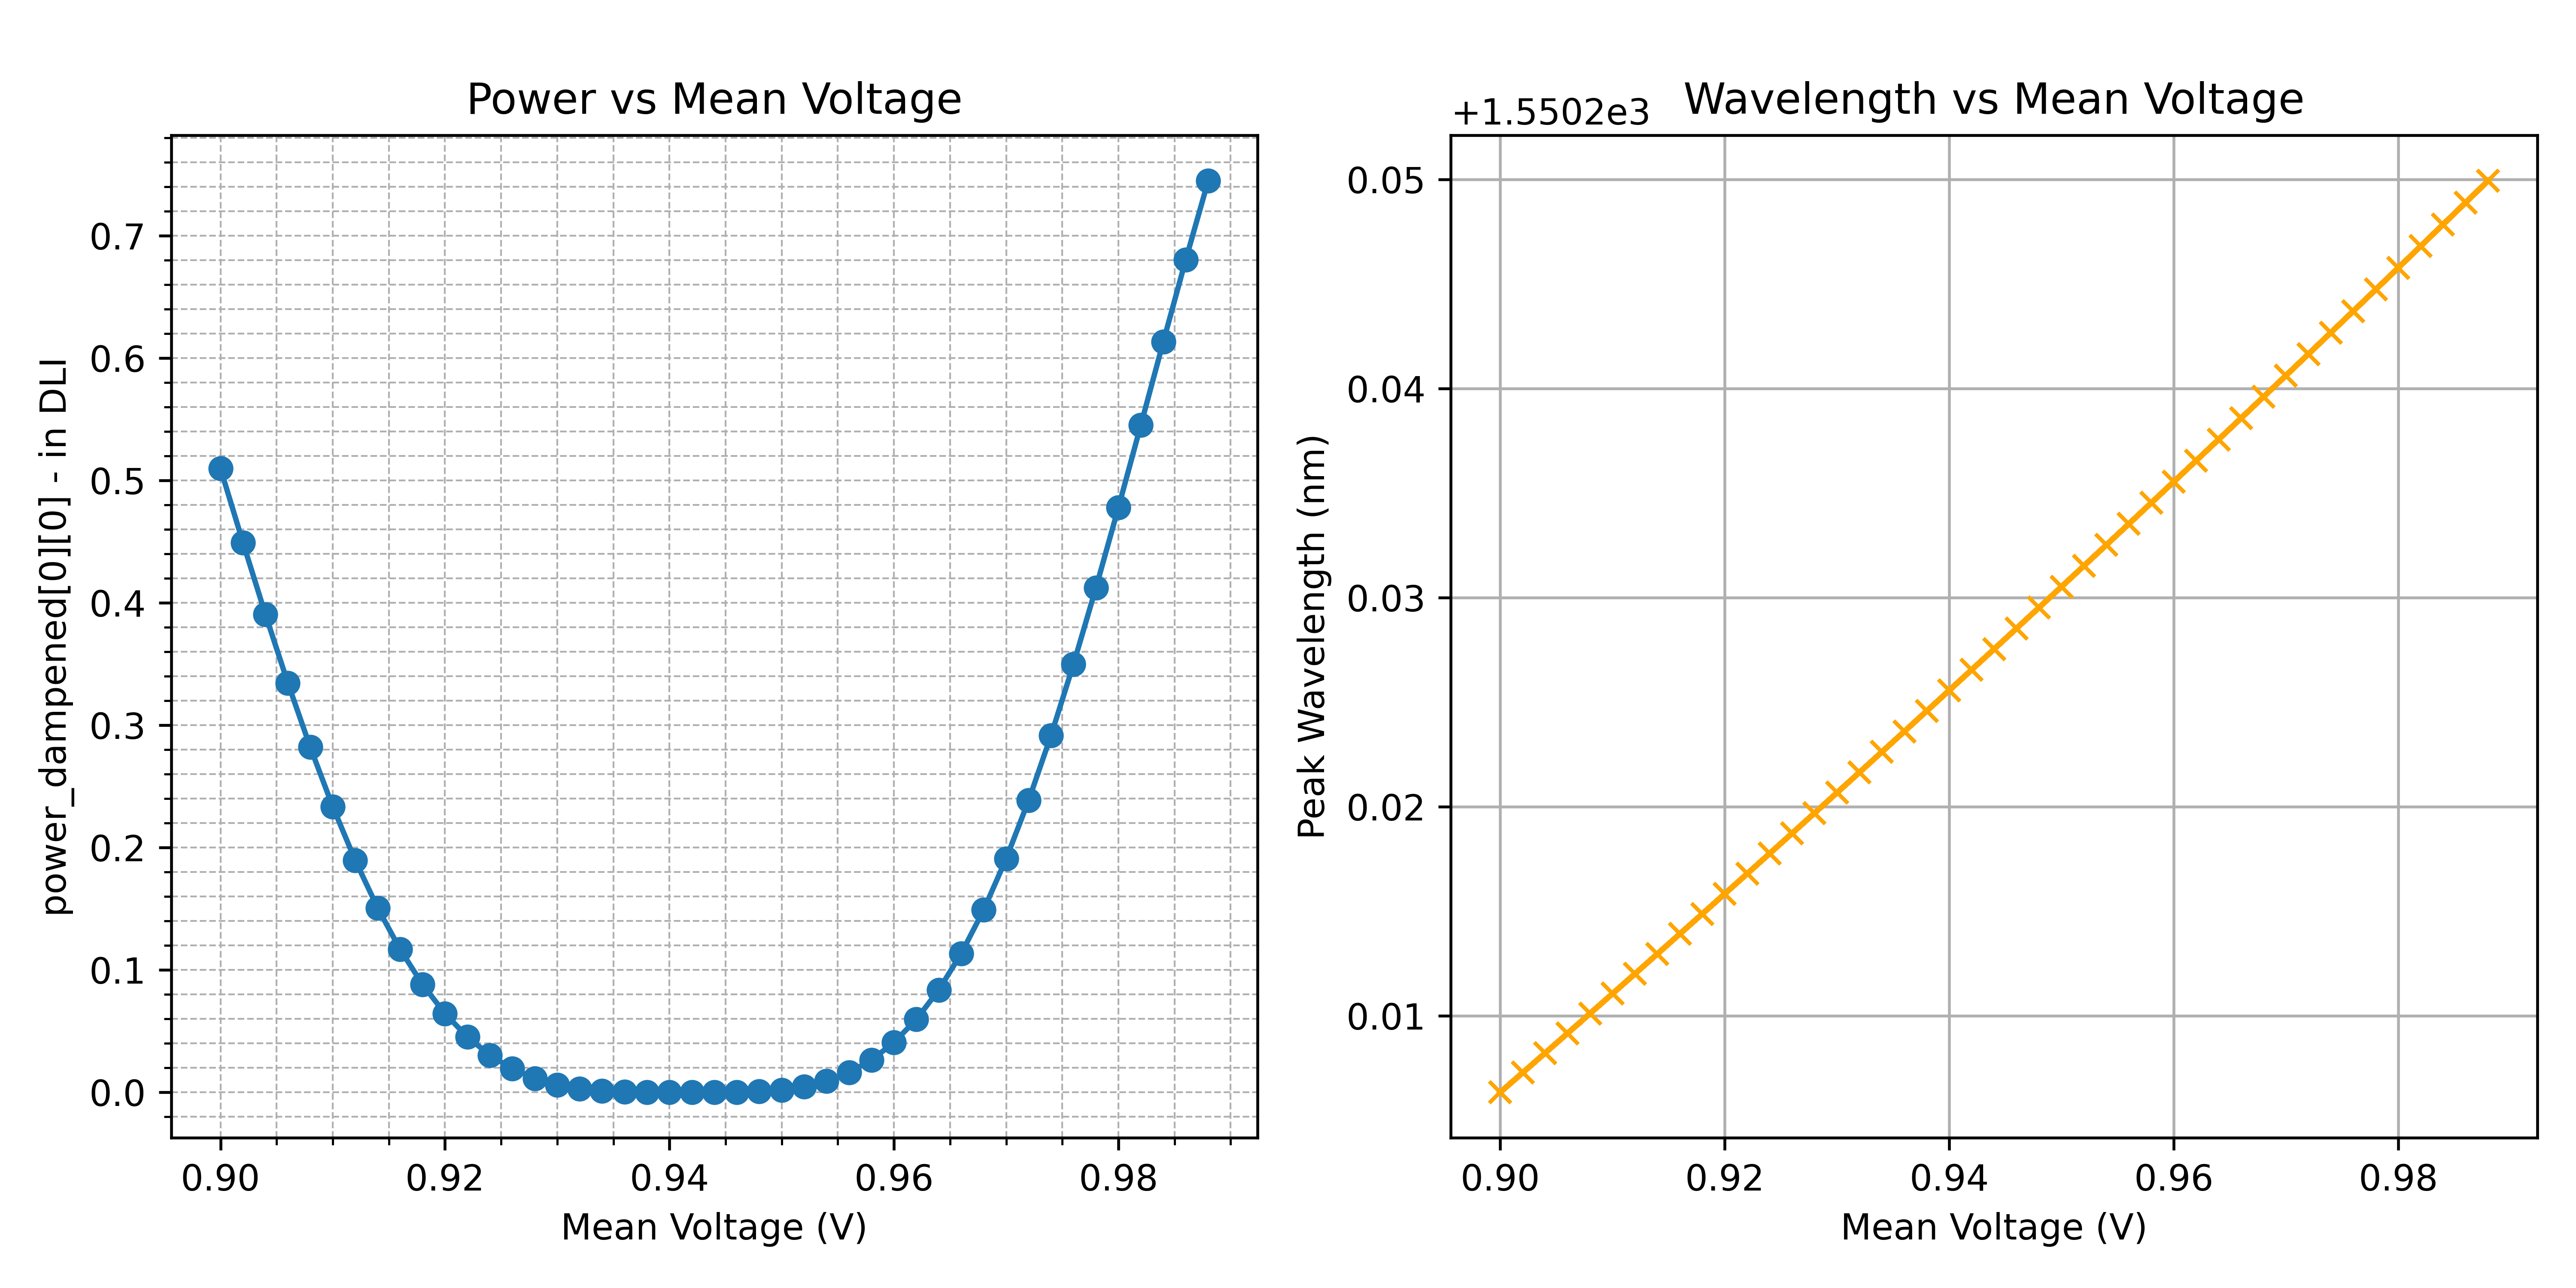 Power vs Mean Voltage
power_dampened[0][0] - in DLI
0.7
0.6
0.5
0.4
0.3
0.2
0.1
0.0
0.90 0.92 0.94 0.96 0.98
Mean Voltage (V)
Wavelength vs Mean Voltage
+1.5502e3
Peak Wavelength (nm)
0.05
0.04
0.03
0.02
0.01
0.90 0.92 0.94 0.96 0.98
Mean Voltage (V)